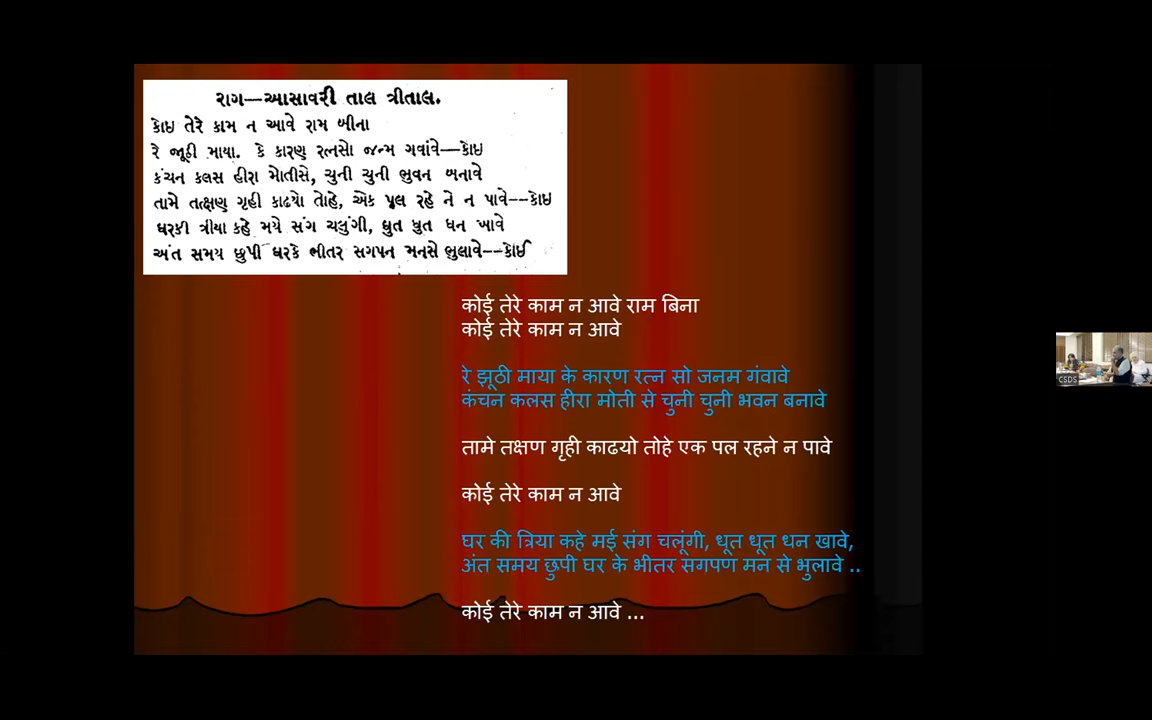 રાગ—આસાવરી તાલ ત્રીતાલ.
કોઇ તેરે કામ ન આવે રામ બીના
રે જૂઠી માયા. કે કારણ રત્નસો જન્મ ગવાંવે—કોઇ
કંચન કલસ હીરા મોતીસે, ચુની ચુની ભુવન બનાવે
તામે તત્ક્ષણ ગૃહી કાઢયો તોહે, એક પલ રહે ને ન પાવે--કોઇ
ઘરકી ત્રીયા કહે મયે સંગ ચલુંગી, ધુત ધુત ધન ખાવે
અંત સમય છુપી ઘરકે ભીતર સગપન મનસે ભુલાવે--કોઈ
कोई तेरे काम न आवे राम बिना
कोई तेरे काम न आवे
रे झूठी माया के कारण रत्न सो जनम गंवावे
कंचन कलस हीरा मोती से चुनी चुनी भवन बनावे
तामे तक्षण गृही काढयो तोहे एक पल रहने न पावे
कोई तेरे काम न आवे
घर की त्रिया कहे मई संग चलूंगी, धूत धूत धन खावे,
अंत समय छुपी घर के भीतर सगपण मन से भुलावे ..
कोई तेरे काम न आवे ...
CSDS